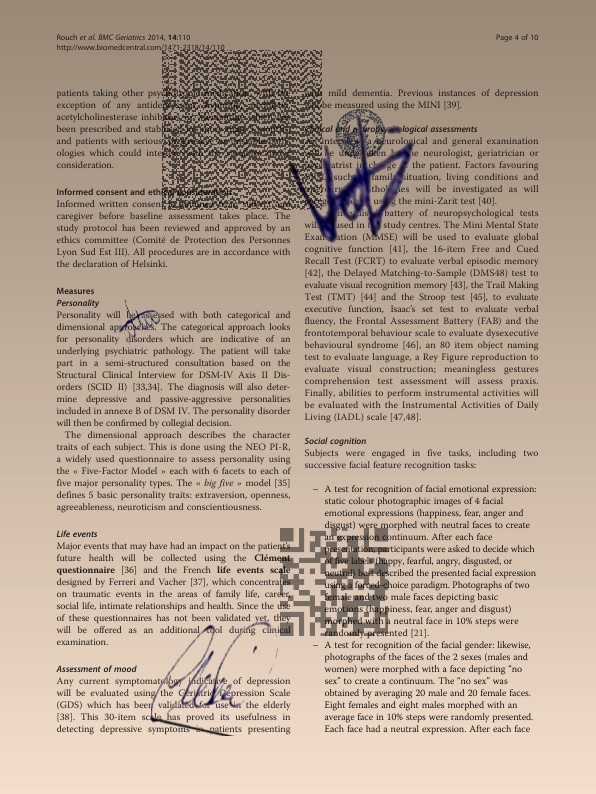 Rouch et al. BMC Geriatrics 2014, 14:110
Page 4 of 10
http://www.biomedcentral.com/1471-2318/14/110
patients taking other
exception of any
acetylcholinesterase
been prescribed and
and patients with serious
ologies which could
consideration.
Informed consent and
Informed written consent
caregiver before baseline assessment takes place. The
study protocol has been reviewed and approved by an
ethics committee (Comité de Protection des Personnes
Lyon Sud Est III). All procedures are in accordance with
the declaration of Helsinki.
Measures
Personality
Personality will be assessed with both categorical and
dimensional approaches. The categorical approach looks
for personality disorders which are indicative of an
underlying psychiatric pathology. The patient will take
part in a semi-structured consultation based on the
Structural Clinical Interview for DSM-IV Axis II Dis-
orders (SCID II) [33,34]. The diagnosis will also deter-
mine depressive and passive-aggressive personalities
included in annexe B of DSM IV. The personality disorder
will then be confirmed by collegial decision.
The dimensional approach describes the character
traits of each subject. This is done using the NEO PI-R,
a widely used questionnaire to assess personality using
the « Five-Factor Model » each with 6 facets to each of
five major personality types. The « big five » model [35]
defines 5 basic personality traits: extraversion, openness,
agreeableness, neuroticism and conscientiousness.
Life events
Major events that may have had an impact on the patient's
future health will be collected using the Clément
questionnaire [36] and the French life events scale
designed by Ferreri and Vacher [37], which concentrates
on traumatic events in the areas of family life, career,
social life, intimate relationships and health. Since the use
of these questionnaires has not been validated yet, they
will be offered as an additional tool during clinical
examination.
Assessment of mood
Any current symptomatology indicative of depression
will be evaluated using the Geriatric Depression Scale
(GDS) which has been validated for use in the elderly
[38]. This 30-item scale has proved its usefulness in
detecting depressive symptoms in patients presenting
with mild dementia. Previous instances of depression
will be measured using the MINI [39].
Clinical and neuropsychological assessments
neurological and general examination
neurologist, geriatrician or
the patient. Factors favouring
situation, living conditions and
will be investigated as will
the mini-Zarit test [40].
battery of neuropsychological tests
will used in study centres. The Mini Mental State
Examination (MMSE) will be used to evaluate global
cognitive function [41], the 16-item Free and Cued
Recall Test (FCRT) to evaluate verbal episodic memory
[42], the Delayed Matching-to-Sample (DMS48) test to
evaluate visual recognition memory [43], the Trail Making
Test (TMT) [44] and the Stroop test [45], to evaluate
executive function, Isaac's set test to evaluate verbal
fluency, the Frontal Assessment Battery (FAB) and the
frontotemporal behaviour scale to evaluate dysexecutive
behavioural syndrome [46], an 80 item object naming
test to evaluate language, a Rey Figure reproduction to
evaluate visual construction; meaningless gestures
comprehension test assessment will assess praxis.
Finally, abilities to perform instrumental activities will
be evaluated with the Instrumental Activities of Daily
Living (IADL) scale [47,48].
Social cognition
Subjects were engaged in five tasks, including two
successive facial feature recognition tasks:
– A test for recognition of facial emotional expression:
static colour photographic images of 4 facial
emotional expressions (happiness, fear, anger and
disgust) were morphed with neutral faces to create
an expression continuum. After each face
presentation, participants were asked to decide which
of five labels (happy, fearful, angry, disgusted, or
neutral) best described the presented facial expression
using a forced-choice paradigm. Photographs of two
female and two male faces depicting basic
emotions (happiness, fear, anger and disgust)
morphed with a neutral face in 10% steps were
randomly presented [21].
– A test for recognition of the facial gender: likewise,
photographs of the faces of the 2 sexes (males and
women) were morphed with a face depicting “no
sex” to create a continuum. The “no sex” was
obtained by averaging 20 male and 20 female faces.
Eight females and eight males morphed with an
average face in 10% steps were randomly presented.
Each face had a neutral expression. After each face